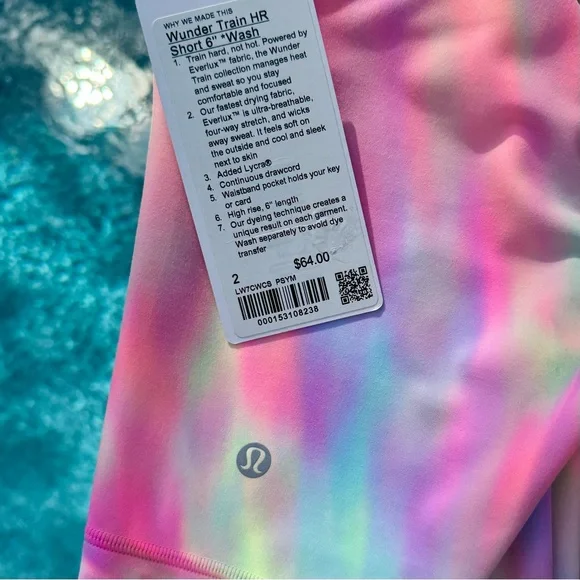 WHY WE MADE THIS
Wunder Train HR
Short 6" *Wash
1. Train hard, not hot. Powered by
Everlux™ fabric, the Wunder
Train collection manages heat
and sweat so you stay
comfortable and focused
2. Our fastest drying fabric,
Everlux™ is ultra-breathable,
four-way stretch, and wicks
away sweat. It feels soft on
the outside and cool and sleek
next to skin
3. Added Lycra®
4. Continuous drawcord
5. Waistband pocket holds your key
or card
6. High rise, 6" length
7. Our dyeing technique creates a
unique result on each garment.
Wash separately to avoid dye
transfer
2 $64.00
LW7CWCS PSYM
000153108238